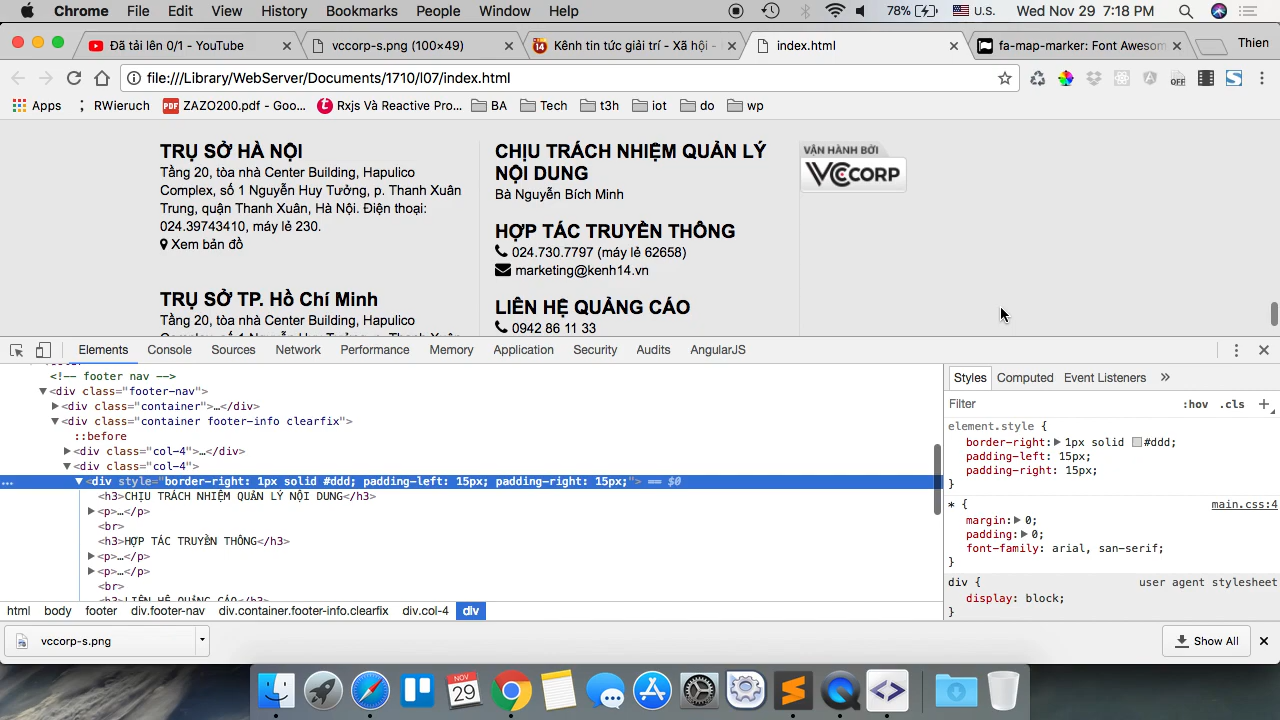 Chrome File Edit View History Bookmarks People Window Help 78% U.S. Wed Nov 29 7:18 PM
Đã tải lên 0/1 - YouTube
vccorp-s.png (100×49)
Kênh tin tức giải trí - Xã hội -
index.html
fa-map-marker: Font Awesom
Thien
file:///Library/WebServer/Documents/1710/l07/index.html
OFF
Apps RWieruch ZAZO200.pdf - Goo... Rxjs Và Reactive Pro... BA Tech t3h iot do wp
TRỤ SỞ HÀ NỘI
Tầng 20, tòa nhà Center Building, Hapulico
Complex, số 1 Nguyễn Huy Tưởng, p. Thanh Xuân
Trung, quận Thanh Xuân, Hà Nội. Điện thoại:
024.39743410, máy lẻ 230.
Xem bản đồ
TRỤ SỞ TP. Hồ Chí Minh
Tầng 20, tòa nhà Center Building, Hapulico
CHỊU TRÁCH NHIỆM QUẢN LÝ
NỘI DUNG
Bà Nguyễn Bích Minh
HỢP TÁC TRUYỀN THÔNG
024.730.7797 (máy lẻ 62658)
marketing@kenh14.vn
LIÊN HỆ QUẢNG CÁO
0942 86 11 33
VẬN HÀNH BỞI
VCCORP
Elements Console Sources Network Performance Memory Application Security Audits AngularJS
<!-- footer nav -->
<div class="footer-nav">
<div class="container">…</div>
<div class="container footer-info clearfix">
::before
<div class="col-4">…</div>
<div class="col-4">
<div style="border-right: 1px solid #ddd; padding-left: 15px; padding-right: 15px;"> == $0
<h3>CHỊU TRÁCH NHIỆM QUẢN LÝ NỘI DUNG</h3>
<p>…</p>
<br>
<h3>HỢP TÁC TRUYỀN THÔNG</h3>
<p>…</p>
<p>…</p>
<br>
<h3>LIÊN HỆ QUẢNG CÁO</h3>
html body footer div.footer-nav div.container.footer-info.clearfix div.col-4 div
Styles Computed Event Listeners »
Filter :hov .cls +
element.style {
border-right: 1px solid #ddd;
padding-left: 15px;
padding-right: 15px;
}
* { main.css:4
margin: 0;
padding: 0;
font-family: arial, san-serif;
}
div { user agent stylesheet
display: block;
}
vccorp-s.png
Show All
NOV
29